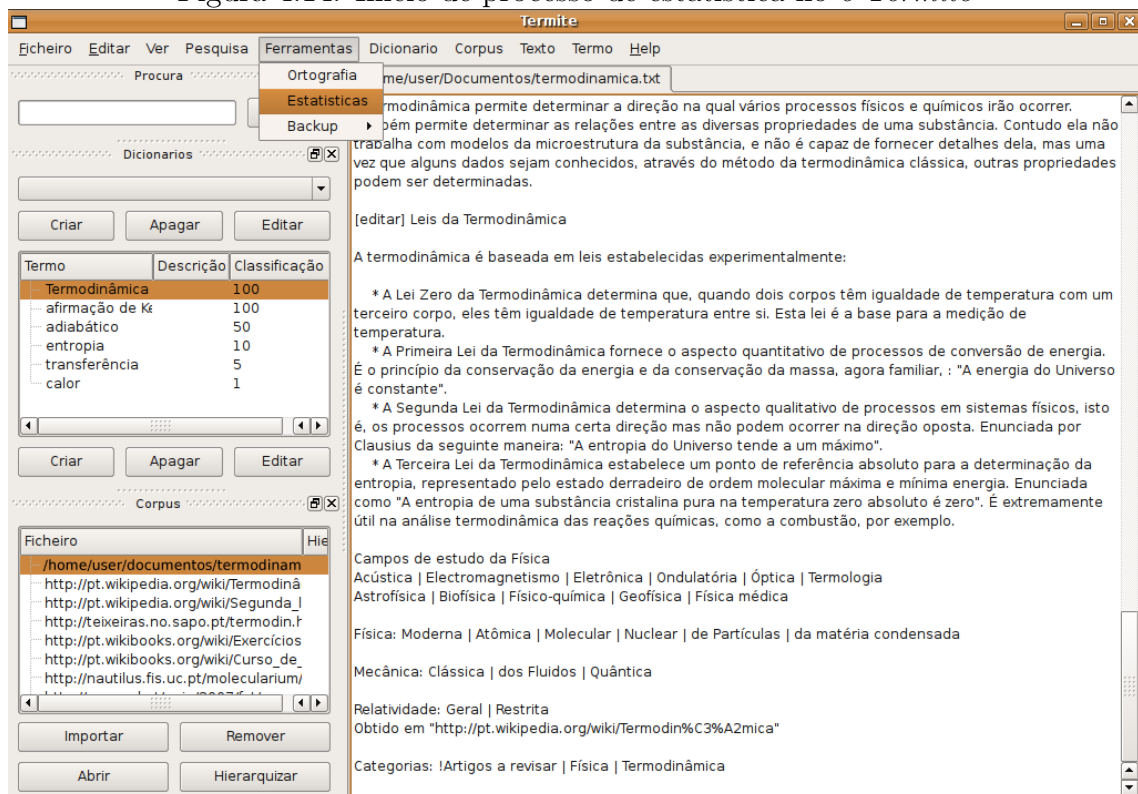 Termite
Ficheiro Editar Ver Pesquisa Ferramentas Dicionario Corpus Texto Termo Help
Procura
Ortografia
Estatisticas
Backup
me/user/Documentos/termodinamica.txt
Dicionarios
Criar Apagar Editar
Termo Descrição Classificação
Termodinâmica 100
afirmação de Ke 100
adiabático 50
entropia 10
transferência 5
calor 1
Criar Apagar Editar
Corpus
Ficheiro Hie
/home/user/documentos/termodinam
http://pt.wikipedia.org/wiki/Termodinâ
http://pt.wikipedia.org/wiki/Segunda_l
http://teixeiras.no.sapo.pt/termodin.h
http://pt.wikibooks.org/wiki/Exercícios
http://pt.wikibooks.org/wiki/Curso_de_
http://nautilus.fis.uc.pt/molecularium/
Importar Remover
Abrir Hierarquizar
rmodinâmica permite determinar a direção na qual vários processos físicos e químicos irão ocorrer.
bém permite determinar as relações entre as diversas propriedades de uma substância. Contudo ela não
trabalha com modelos da microestrutura da substância, e não é capaz de fornecer detalhes dela, mas uma
vez que alguns dados sejam conhecidos, através do método da termodinâmica clássica, outras propriedades
podem ser determinadas.
[editar] Leis da Termodinâmica
A termodinâmica é baseada em leis estabelecidas experimentalmente:
* A Lei Zero da Termodinâmica determina que, quando dois corpos têm igualdade de temperatura com um
terceiro corpo, eles têm igualdade de temperatura entre si. Esta lei é a base para a medição de
temperatura.
* A Primeira Lei da Termodinâmica fornece o aspecto quantitativo de processos de conversão de energia.
É o princípio da conservação da energia e da conservação da massa, agora familiar, : "A energia do Universo
é constante".
* A Segunda Lei da Termodinâmica determina o aspecto qualitativo de processos em sistemas físicos, isto
é, os processos ocorrem numa certa direção mas não podem ocorrer na direção oposta. Enunciada por
Clausius da seguinte maneira: "A entropia do Universo tende a um máximo".
* A Terceira Lei da Termodinâmica estabelece um ponto de referência absoluto para a determinação da
entropia, representado pelo estado derradeiro de ordem molecular máxima e mínima energia. Enunciada
como "A entropia de uma substância cristalina pura na temperatura zero absoluto é zero". É extremamente
útil na análise termodinâmica das reações químicas, como a combustão, por exemplo.
Campos de estudo da Física
Acústica | Electromagnetismo | Eletrônica | Ondulatória | Óptica | Termologia
Astrofísica | Biofísica | Físico-química | Geofísica | Física médica
Física: Moderna | Atômica | Molecular | Nuclear | de Partículas | da matéria condensada
Mecânica: Clássica | dos Fluidos | Quântica
Relatividade: Geral | Restrita
Obtido em "http://pt.wikipedia.org/wiki/Termodin%C3%A2mica"
Categorias: !Artigos a revisar | Física | Termodinâmica